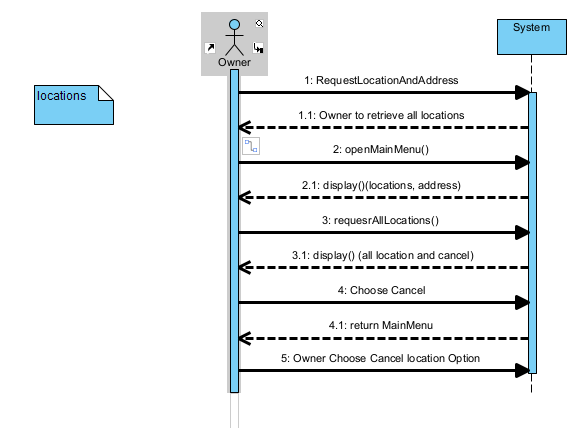 System
Owner
locations
1: RequestLocationAndAddress
1.1: Owner to retrieve all locations
2: openMainMenu()
2.1: display()(locations, address)
3: requesrAllLocations()
3.1: display() (all location and cancel)
4: Choose Cancel
4.1: return MainMenu
5: Owner Choose Cancel location Option